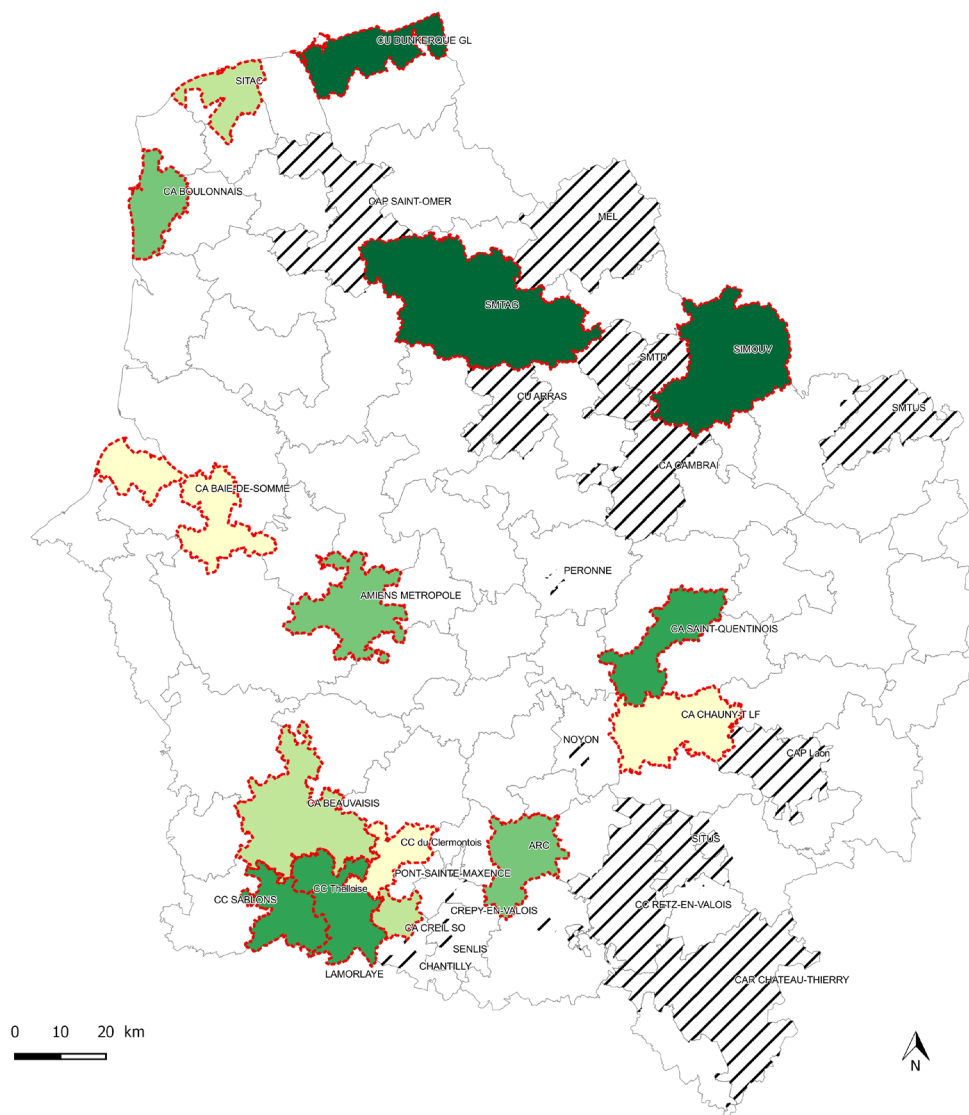 CU DUNKERQUE GL
SITAC
CA BOULONNAIS
CAP SAINT-OMER
MEL
SMTAG
SIMOUV
SMTD
CU ARRAS
SMTUS
CA CAMBRAI
CA BAIE-DE-SOMME
PERONNE
AMIENS METROPOLE
CA SAINT-QUENTINOIS
CA CHAUNY-T LF
NOYON
CAP Laon
CA BEAUVAISIS
CC du Clermontois
ARC
SITUS
PONT-SAINTE-MAXENCE
CC Thelloise
CC SABLONS
CC RETZ-EN-VALOIS
CREPY-EN-VALOIS
CA CREIL SO
SENLIS
CHANTILLY
LAMORLAYE
CAR CHATEAU-THIERRY
0 10 20 km
N